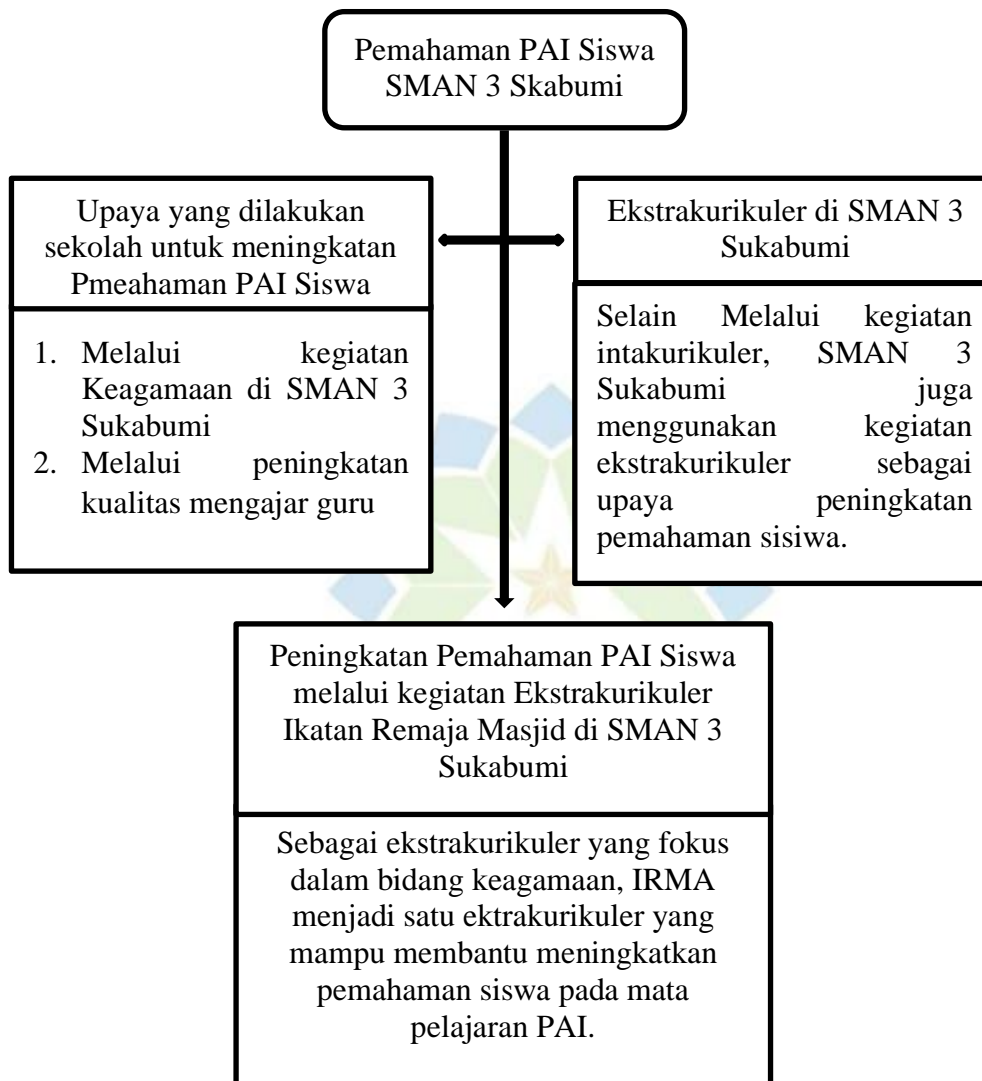 Pemahaman PAI Siswa
SMAN 3 Skabumi
Upaya yang dilakukan
sekolah untuk meningkatan
Pmeahaman PAI Siswa
1. Melalui kegiatan
Keagamaan di SMAN 3
Sukabumi
2. Melalui peningkatan
kualitas mengajar guru
Ekstrakurikuler di SMAN 3
Sukabumi
Selain Melalui kegiatan
intakurikuler, SMAN 3
Sukabumi juga
menggunakan kegiatan
ekstrakurikuler sebagai
upaya peningkatan
pemahaman sisiwa.
Peningkatan Pemahaman PAI Siswa
melalui kegiatan Ekstrakurikuler
Ikatan Remaja Masjid di SMAN 3
Sukabumi
Sebagai ekstrakurikuler yang fokus
dalam bidang keagamaan, IRMA
menjadi satu ektrakurikuler yang
mampu membantu meningkatkan
pemahaman siswa pada mata
pelajaran PAI.